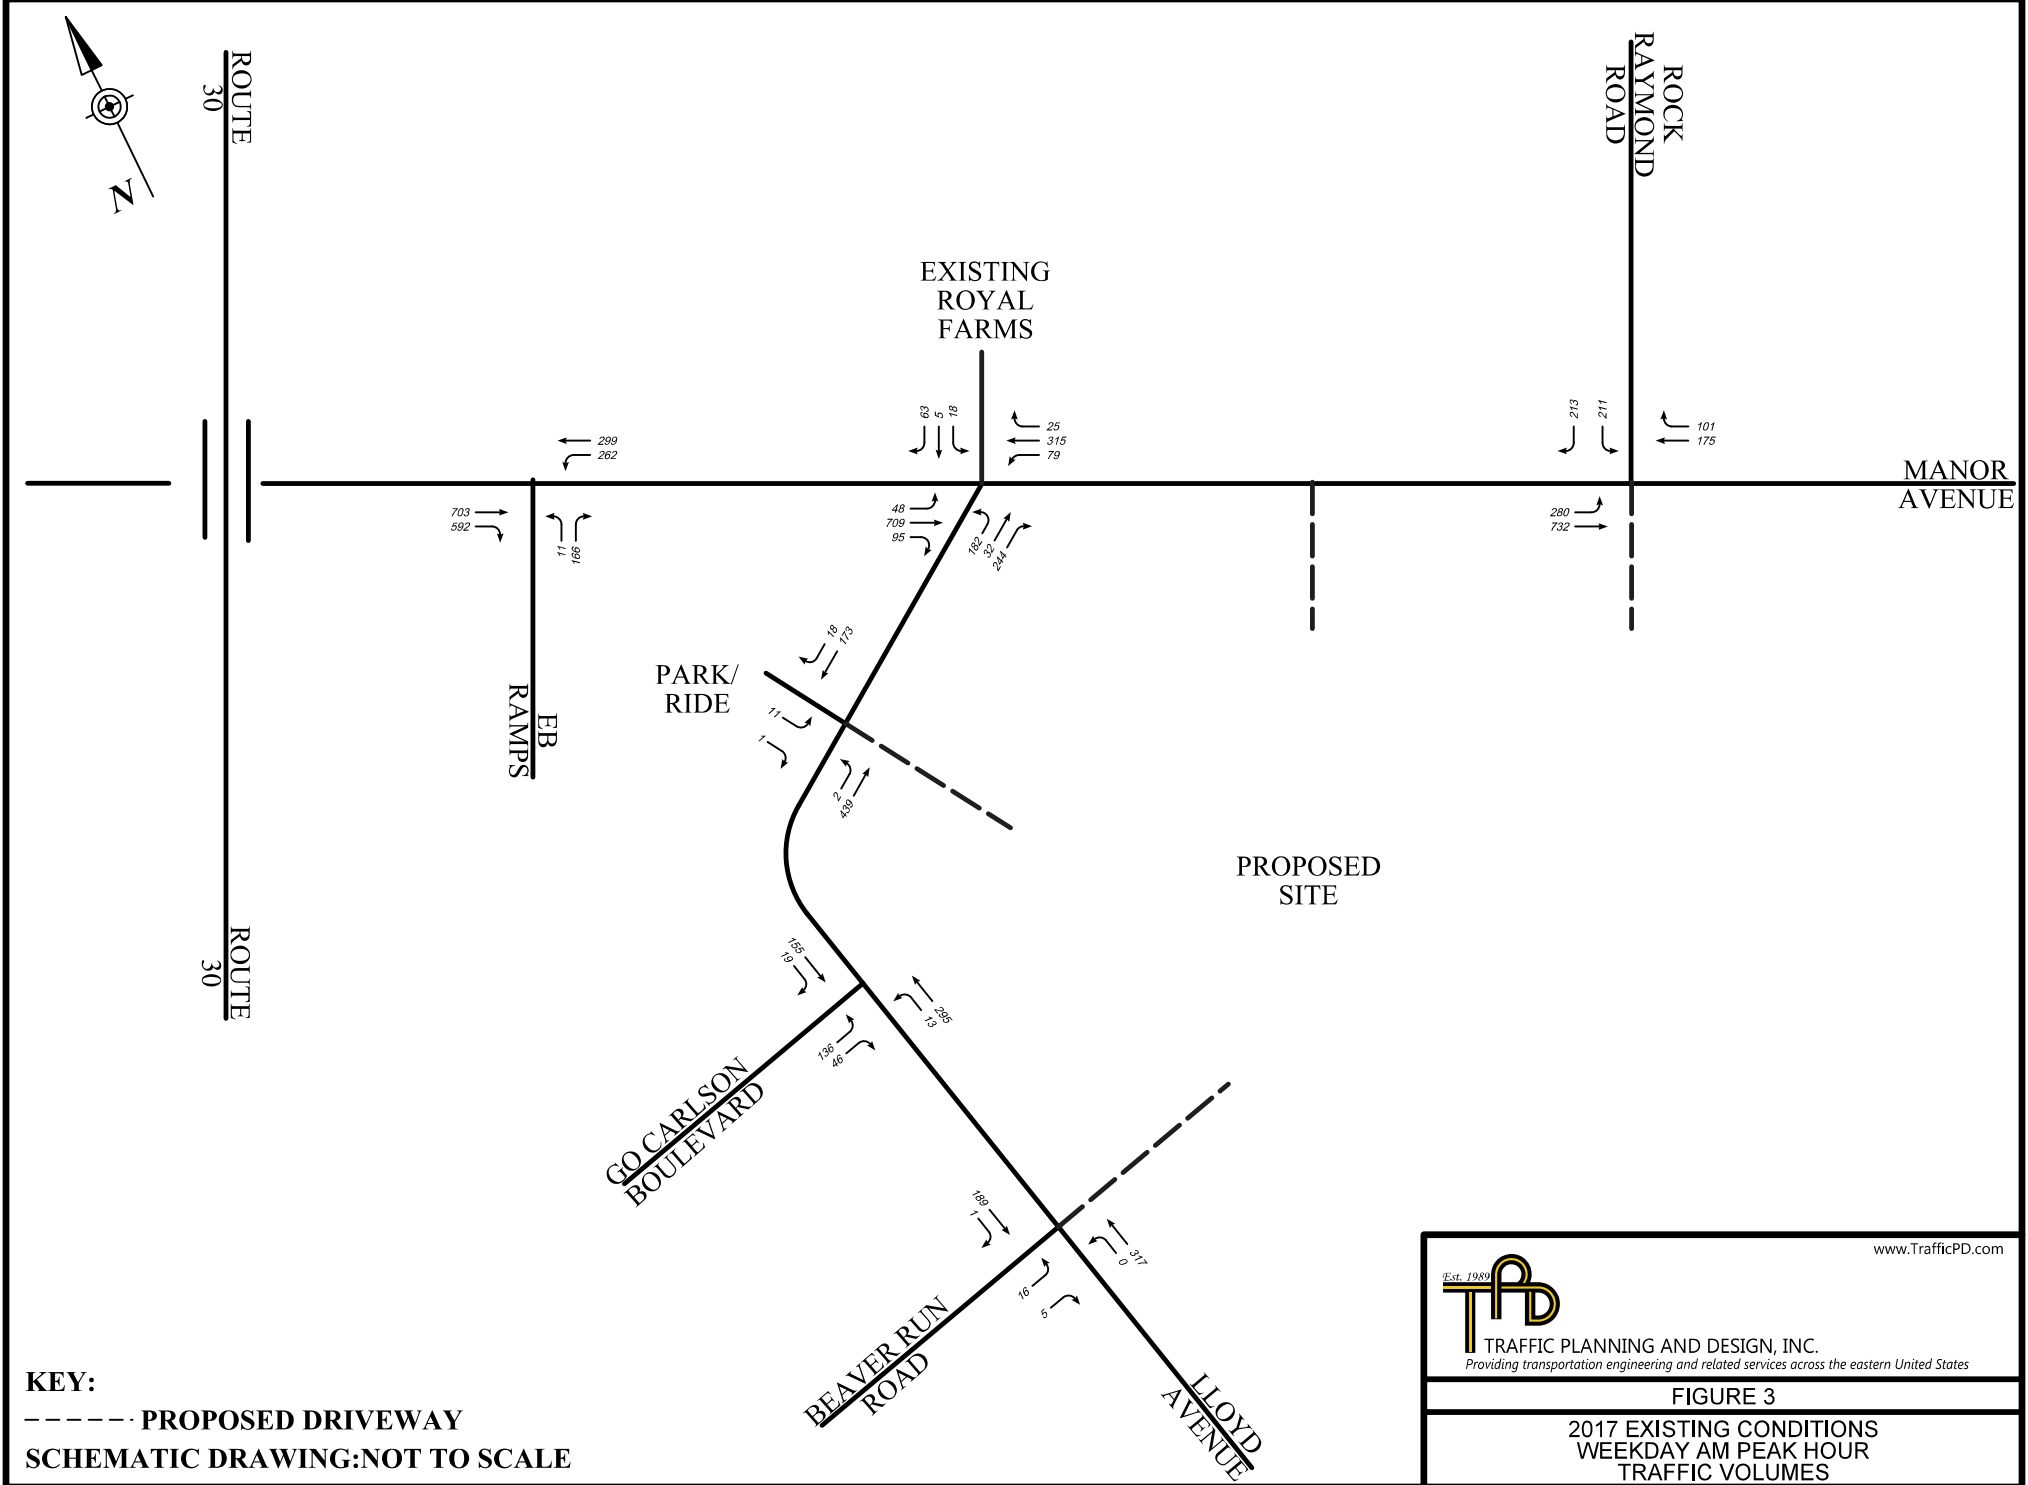 N
ROUTE
30
ROCK
RAYMOND
ROAD
EXISTING
ROYAL
FARMS
63
5
18
25
315
79
213
211
101
175
299
262
MANOR
AVENUE
703
592
11
166
48
709
95
182
32
244
280
732
18
173
PARK/
RIDE
EB
RAMPS
11
1
2
439
PROPOSED
SITE
ROUTE
30
155
19
295
13
136
46
GO CARLSON
BOULEVARD
189
1
317
0
16
5
BEAVER RUN
ROAD
LLOYD
AVENUE
KEY:
PROPOSED DRIVEWAY
SCHEMATIC DRAWING:NOT TO SCALE
www.TrafficPD.com
Est. 1989
TPD
TRAFFIC PLANNING AND DESIGN, INC.
Providing transportation engineering and related services across the eastern United States
FIGURE 3
2017 EXISTING CONDITIONS
WEEKDAY AM PEAK HOUR
TRAFFIC VOLUMES